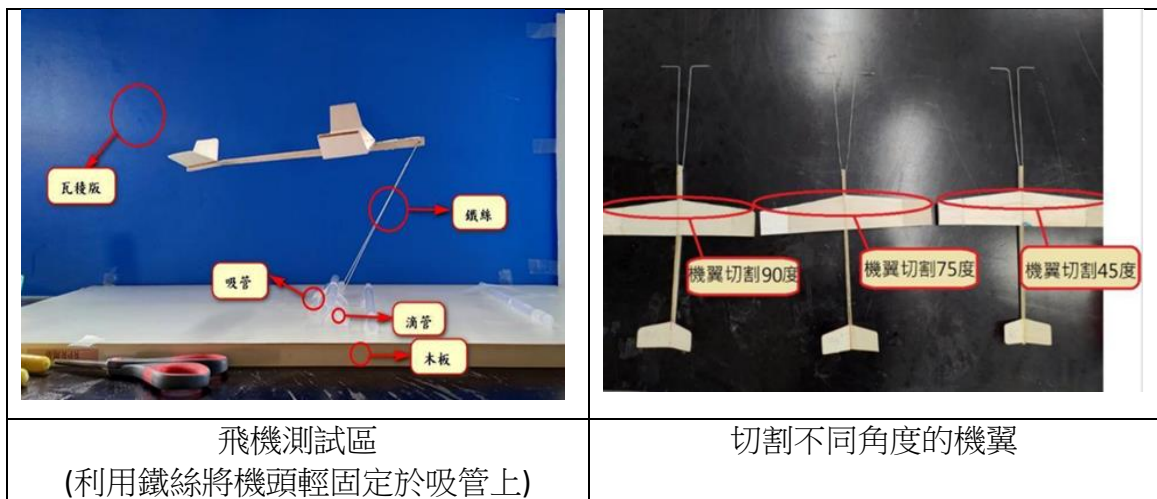 瓦稜版
鐵絲
吸管
滴管
木板
機翼切割90度
機翼切割75度
機翼切割45度
飛機測試區
(利用鐵絲將機頭輕固定於吸管上)
切割不同角度的機翼